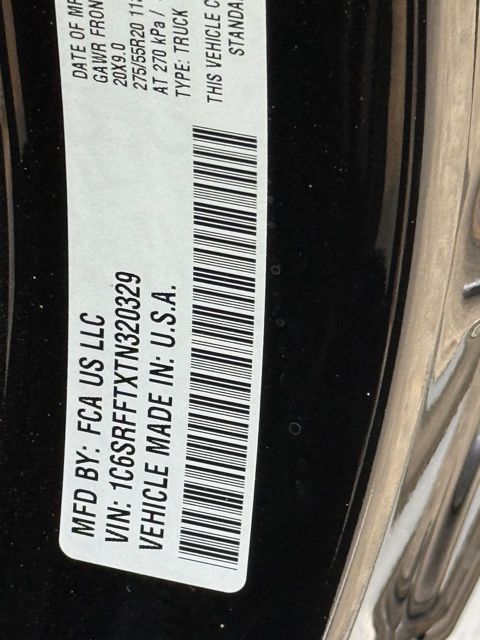 MFD BY: FCA US LLC
VIN: 1C6SRFFTXTN320329
VEHICLE MADE IN: U.S.A.
DATE OF
GAWR FRON
20X9.0
275/55R20
AT 270 kPa /
TYPE: TRUCK
THIS VEHICLE
STANDA